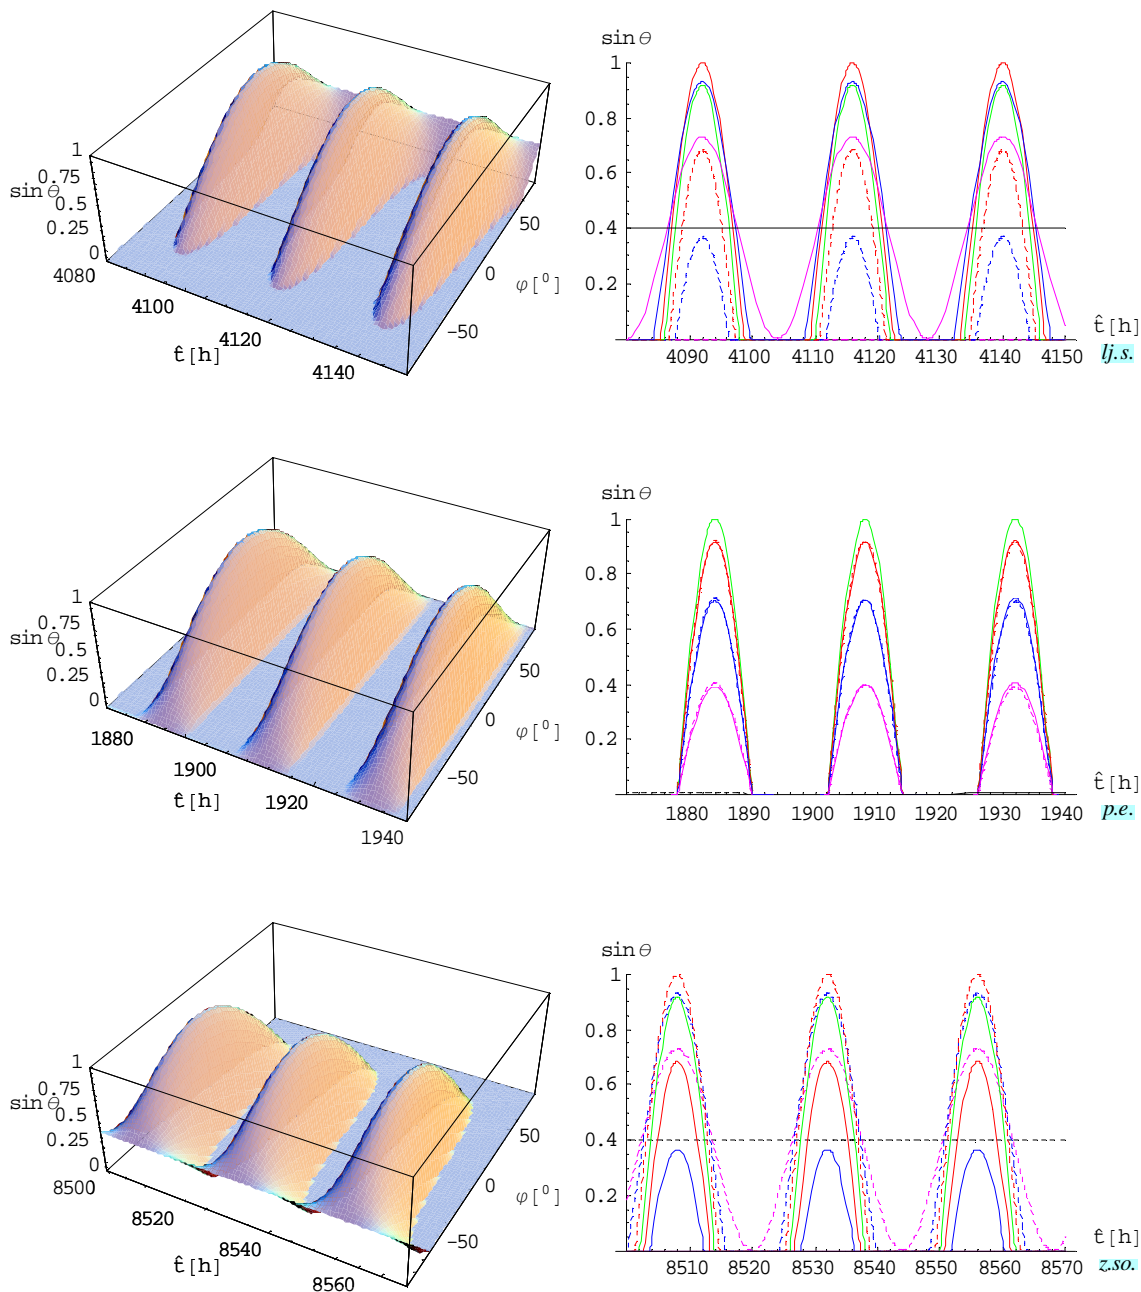 1
0.75
sin θ
0.5
0.25
0
4080
4100
4120
4140
t̂ [h]
50
0
φ[⁰]
−50
sin θ
1
0.8
0.6
0.4
0.2
4090 4100 4110 4120 4130 4140 4150
t̂ [h]
lj.s.
1
0.75
sin θ
0.5
0.25
0
1880
1900
1920
1940
t̂ [h]
50
0
φ[⁰]
−50
sin θ
1
0.8
0.6
0.4
0.2
1880 1890 1900 1910 1920 1930 1940
t̂ [h]
p.e.
1
0.75
sin θ
0.5
0.25
0
8500
8520
8540
8560
t̂ [h]
50
0
φ[⁰]
−50
sin θ
1
0.8
0.6
0.4
0.2
8510 8520 8530 8540 8550 8560 8570
t̂ [h]
z.so.